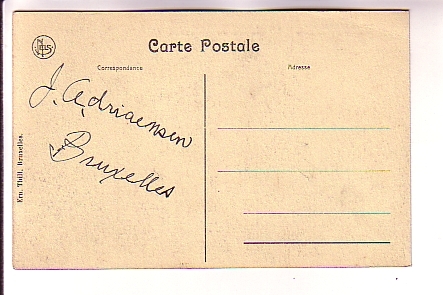 Carte Postale
Correspondance
Adresse
J. Adriaensen
Bruxelles
Ern. Thill, Bruxelles.